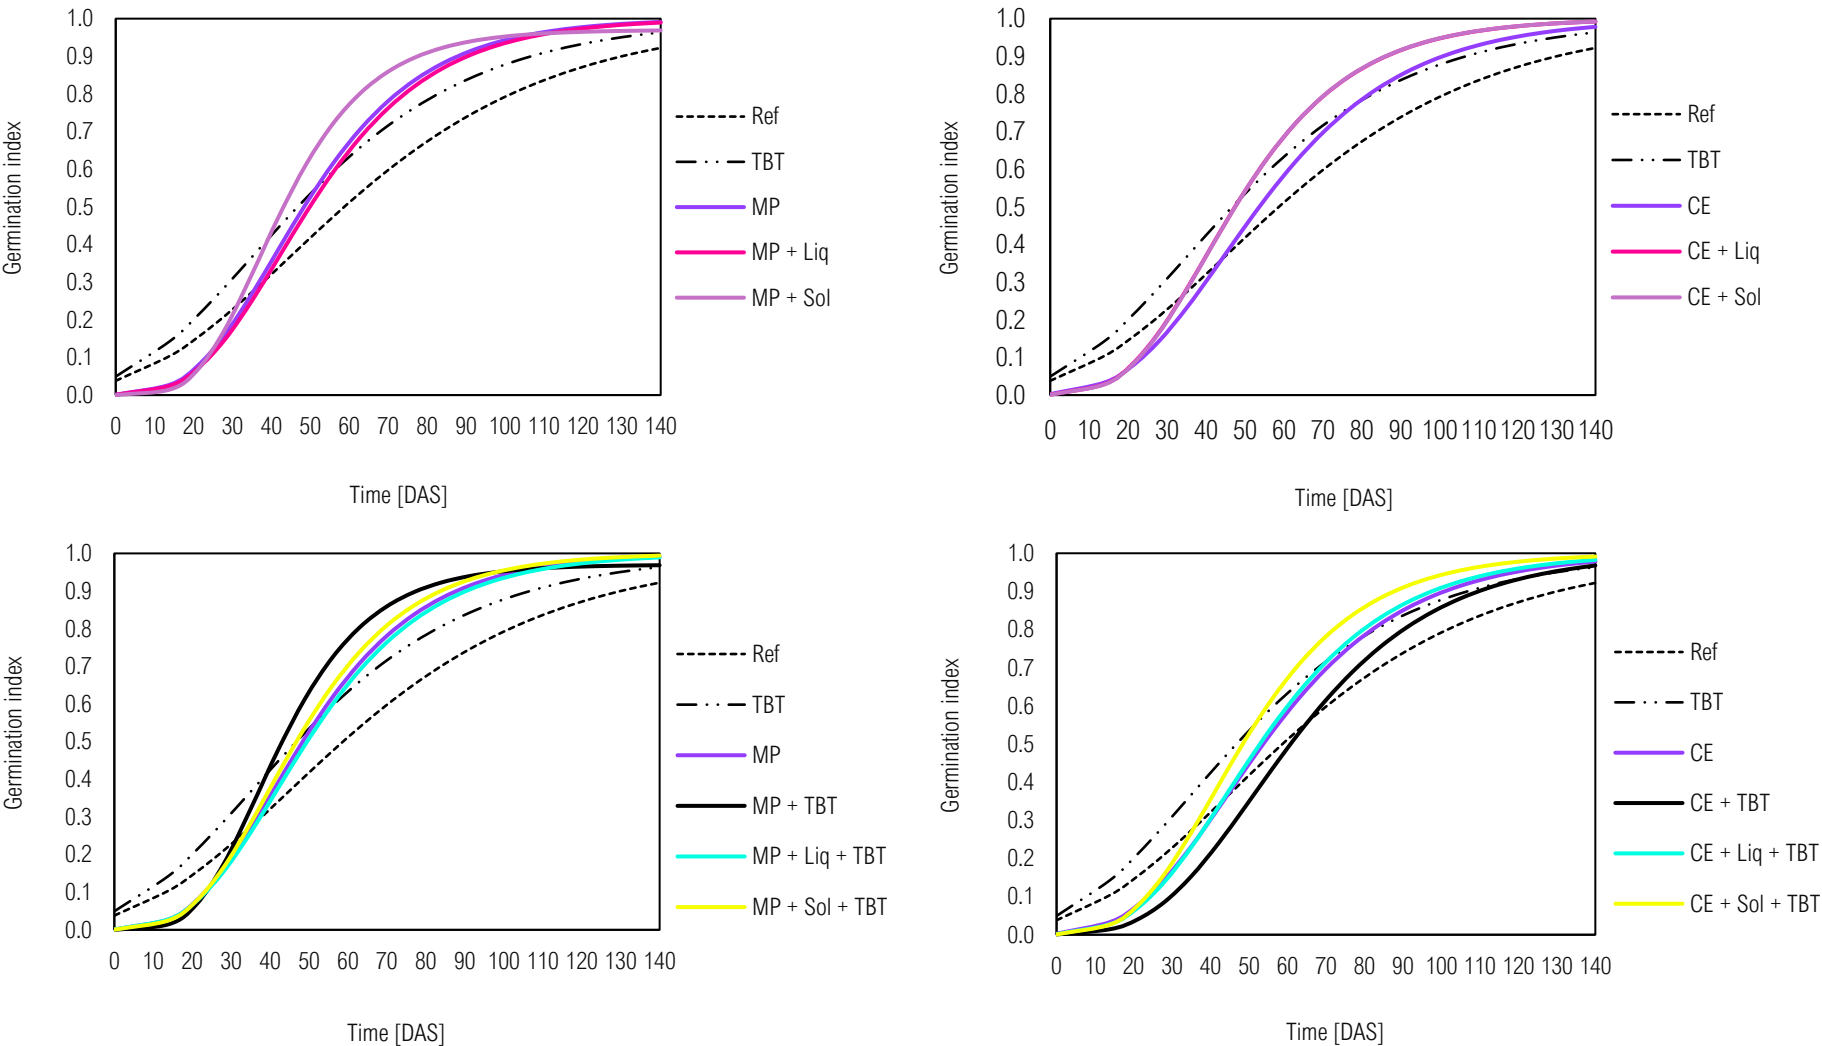 Germination index
1.0
0.9
0.8
0.7
0.6
0.5
0.4
0.3
0.2
0.1
0.0
0 10 20 30 40 50 60 70 80 90 100 110 120 130 140
Time [DAS]
Ref
TBT
MP
MP + Liq
MP + Sol
Germination index
1.0
0.9
0.8
0.7
0.6
0.5
0.4
0.3
0.2
0.1
0.0
0 10 20 30 40 50 60 70 80 90 100 110 120 130 140
Time [DAS]
Ref
TBT
CE
CE + Liq
CE + Sol
Germination index
1.0
0.9
0.8
0.7
0.6
0.5
0.4
0.3
0.2
0.1
0.0
0 10 20 30 40 50 60 70 80 90 100 110 120 130 140
Time [DAS]
Ref
TBT
MP
MP + TBT
MP + Liq + TBT
MP + Sol + TBT
Germination index
1.0
0.9
0.8
0.7
0.6
0.5
0.4
0.3
0.2
0.1
0.0
0 10 20 30 40 50 60 70 80 90 100 110 120 130 140
Time [DAS]
Ref
TBT
CE
CE + TBT
CE + Liq + TBT
CE + Sol + TBT